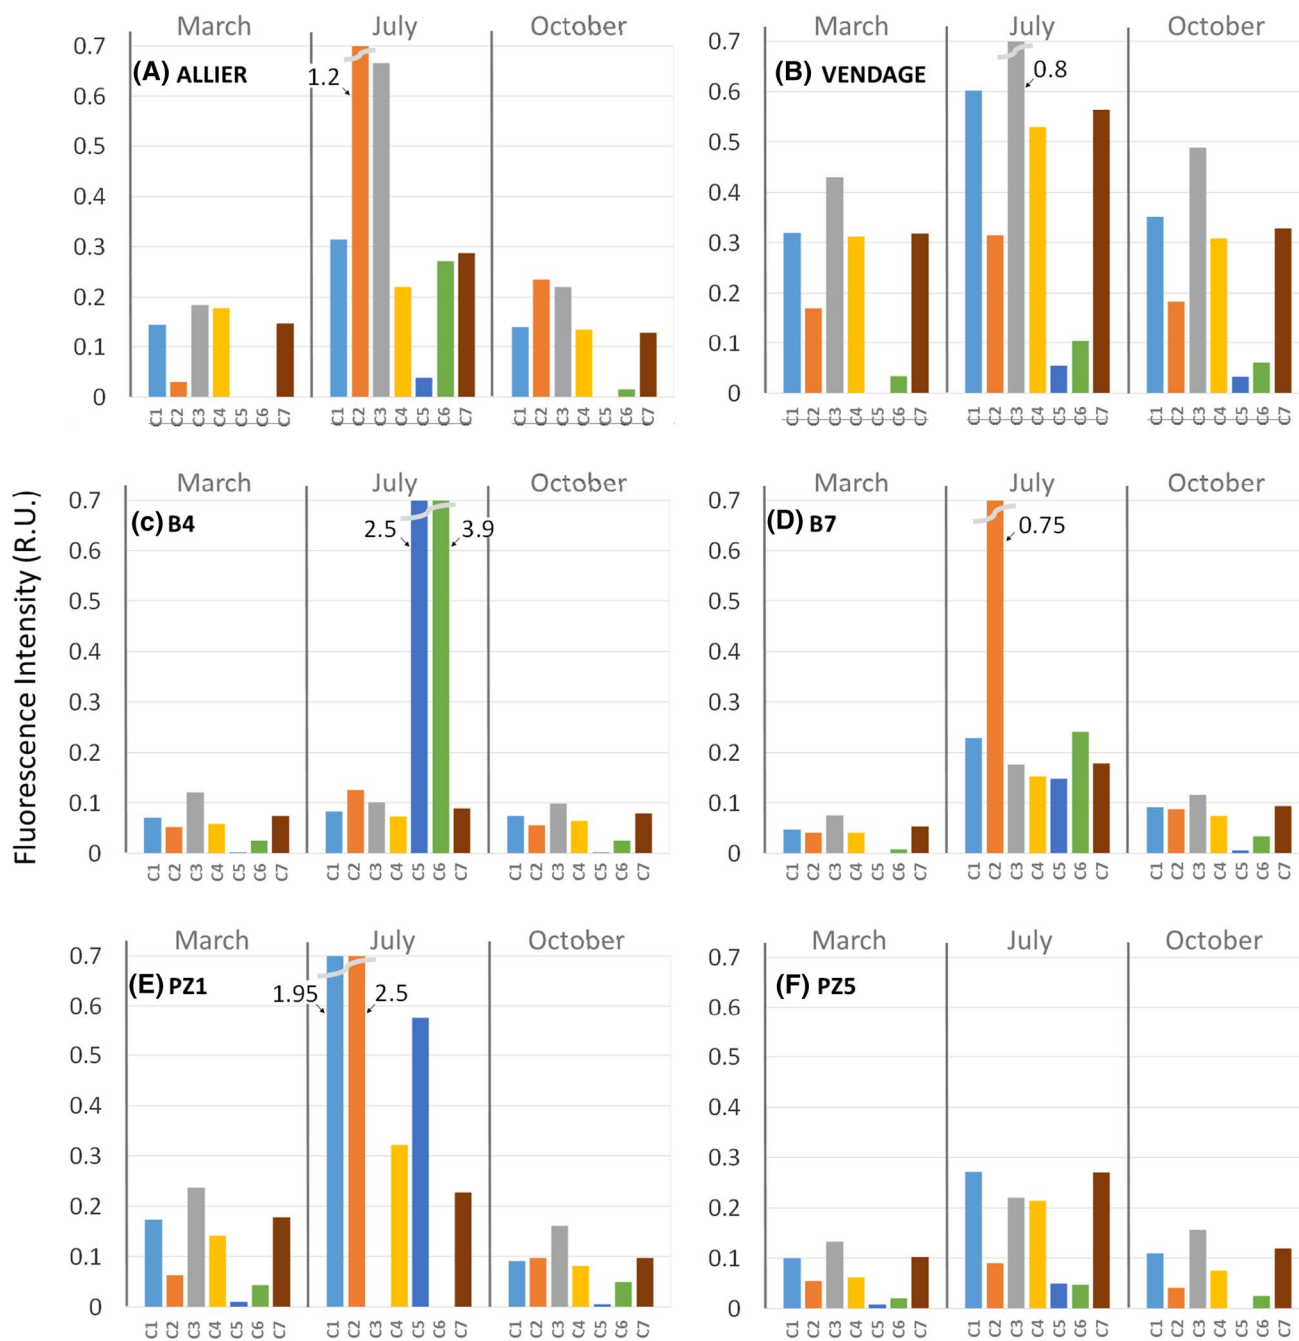 Fluorescence Intensity (R.U.)
March July October
(A) ALLIER
1.2
0.7
0.6
0.5
0.4
0.3
0.2
0.1
0
C1 C2 C3 C4 C5 C6 C7 C1 C2 C3 C4 C5 C6 C7 C1 C2 C3 C4 C5 C6 C7
March July October
(B) VENDAGE
0.8
0.7
0.6
0.5
0.4
0.3
0.2
0.1
0
C1 C2 C3 C4 C5 C6 C7 C1 C2 C3 C4 C5 C6 C7 C1 C2 C3 C4 C5 C6 C7
March July October
(c) B4
2.5 3.9
0.7
0.6
0.5
0.4
0.3
0.2
0.1
0
C1 C2 C3 C4 C5 C6 C7 C1 C2 C3 C4 C5 C6 C7 C1 C2 C3 C4 C5 C6 C7
March July October
(D) B7
0.75
0.7
0.6
0.5
0.4
0.3
0.2
0.1
0
C1 C2 C3 C4 C5 C6 C7 C1 C2 C3 C4 C5 C6 C7 C1 C2 C3 C4 C5 C6 C7
March July October
(E) PZ1
1.95 2.5
0.7
0.6
0.5
0.4
0.3
0.2
0.1
0
C1 C2 C3 C4 C5 C6 C7 C1 C2 C3 C4 C5 C6 C7 C1 C2 C3 C4 C5 C6 C7
March July October
(F) PZ5
0.7
0.6
0.5
0.4
0.3
0.2
0.1
0
C1 C2 C3 C4 C5 C6 C7 C1 C2 C3 C4 C5 C6 C7 C1 C2 C3 C4 C5 C6 C7